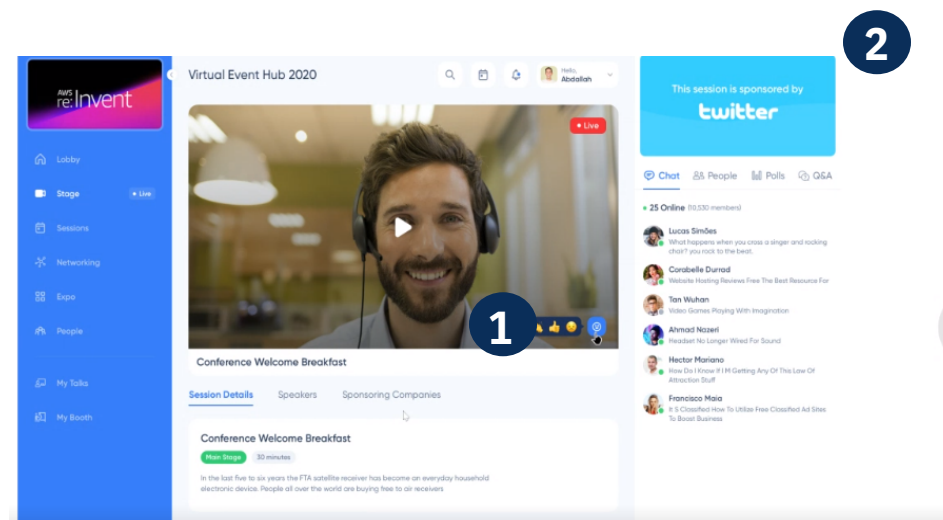 2
AWS
re:Invent
Lobby
Stage
• Live
Sessions
Networking
Expo
People
My Talks
My Booth
Virtual Event Hub 2020
Hello,
Abdallah
• Live
1
Conference Welcome Breakfast
Session Details
Speakers
Sponsoring Companies
Conference Welcome Breakfast
Main Stage
30 minutes
In the last five to six years the FTA satellite receiver has become an everyday household
electronic device. People all over the world are buying free to air receivers
This session is sponsored by
twitter
Chat
People
Polls
Q&A
25 Online (10,330 members)
Lucas Simões
What happens when you cross a singer and rocking
chair? you rock to the beat.
Corabelle Durrad
Website Hosting Reviews Free The Best Resource For
Tan Wuhan
Video Games Playing With Imagination
Ahmad Nazeri
Headset No Longer Wired For Sound
Hector Mariano
How Do I Know If I M Getting Any Of This Law Of
Attraction Stuff
Francisco Maia
It S Classified How To Utilize Free Classified Ad Sites
To Boost Business